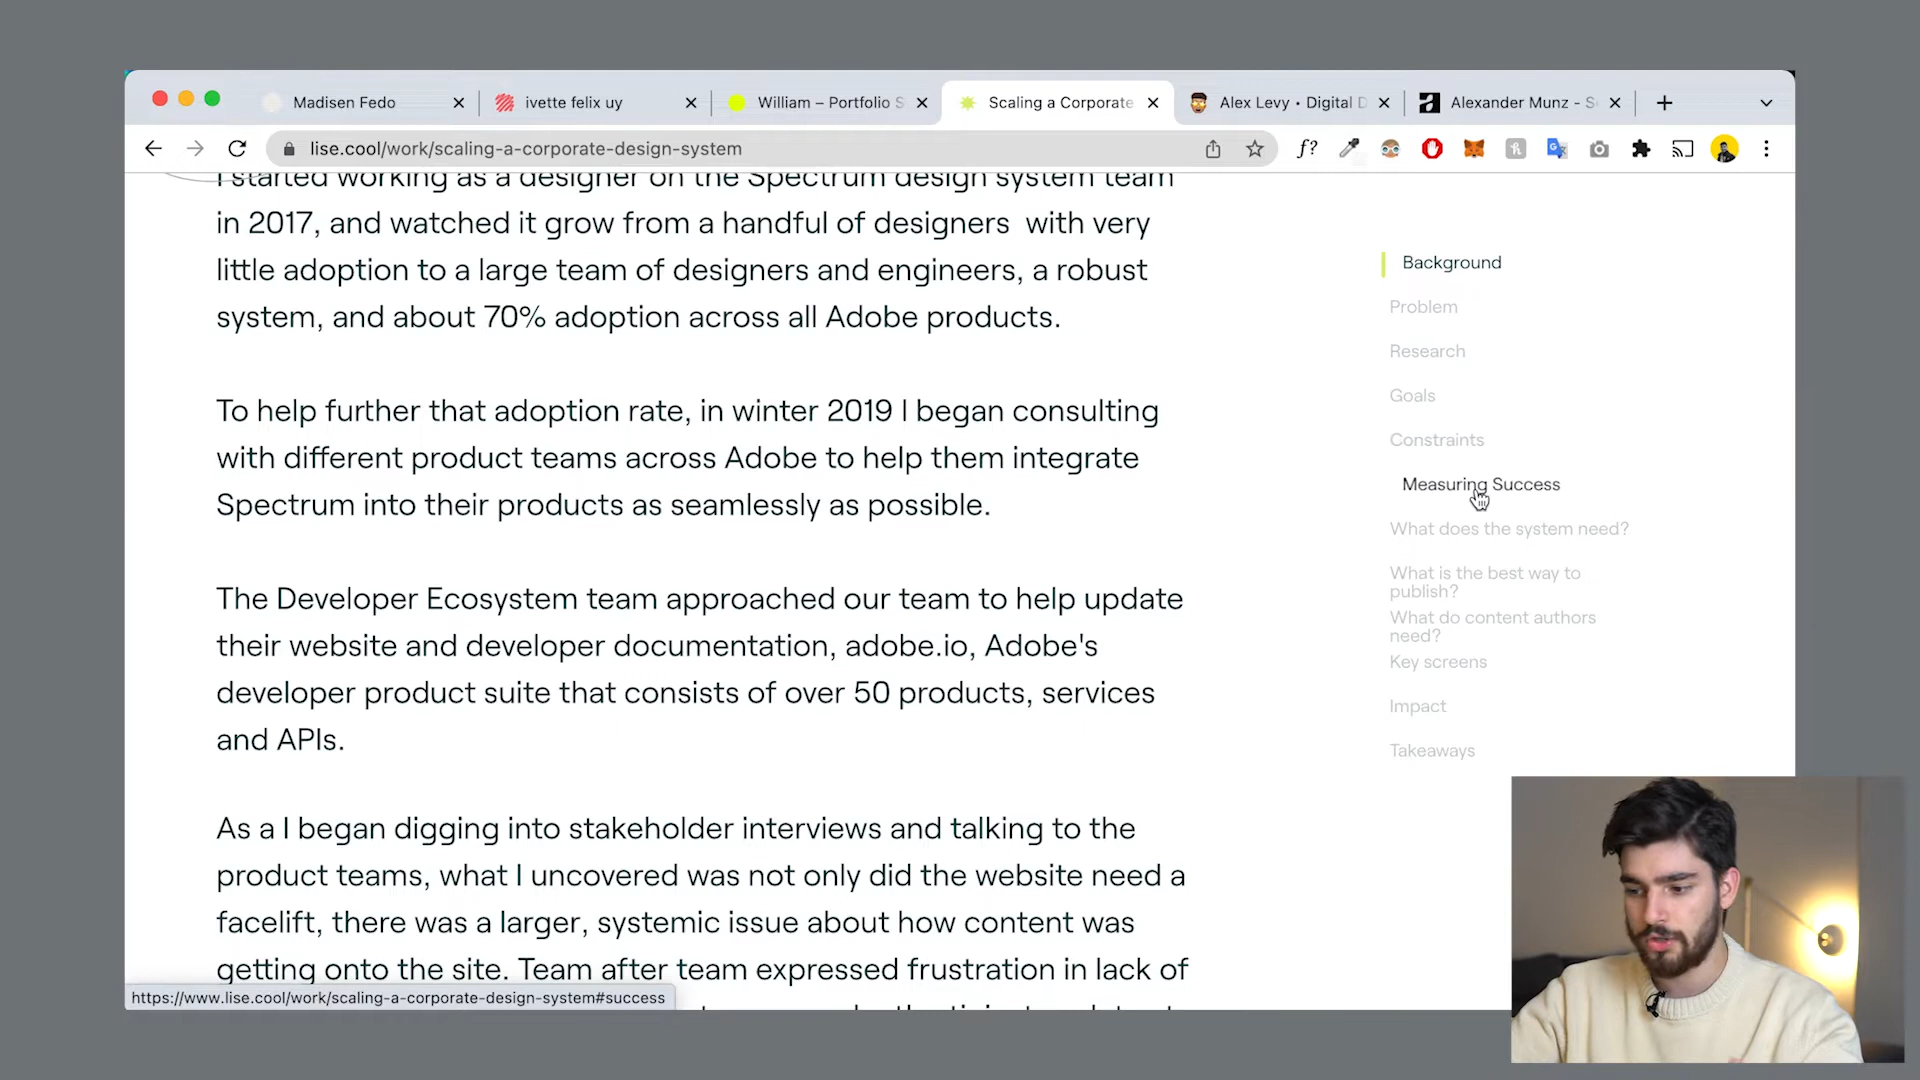 Madisen Fedo
ivette felix uy
William – Portfolio S
Scaling a Corporate
Alex Levy • Digital D
Alexander Munz - S
lise.cool/work/scaling-a-corporate-design-system
f?
I started working as a designer on the Spectrum design system team
in 2017, and watched it grow from a handful of designers with very
little adoption to a large team of designers and engineers, a robust
system, and about 70% adoption across all Adobe products.
To help further that adoption rate, in winter 2019 I began consulting
with different product teams across Adobe to help them integrate
Spectrum into their products as seamlessly as possible.
The Developer Ecosystem team approached our team to help update
their website and developer documentation, adobe.io, Adobe's
developer product suite that consists of over 50 products, services
and APIs.
As a I began digging into stakeholder interviews and talking to the
product teams, what I uncovered was not only did the website need a
facelift, there was a larger, systemic issue about how content was
getting onto the site. Team after team expressed frustration in lack of
Background
Problem
Research
Goals
Constraints
Measuring Success
What does the system need?
What is the best way to
publish?
What do content authors
need?
Key screens
Impact
Takeaways
https://www.lise.cool/work/scaling-a-corporate-design-system#success